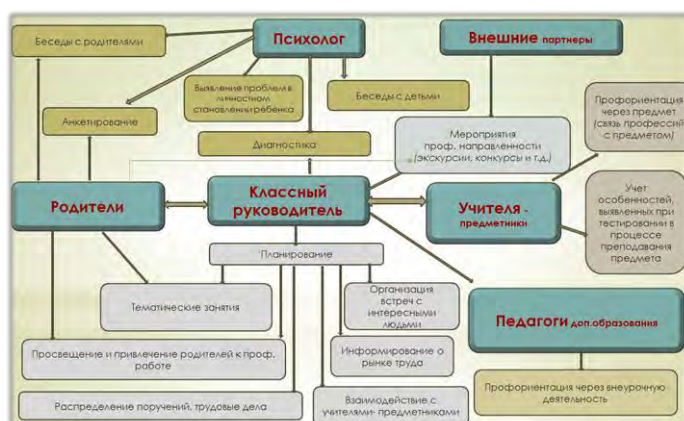 Беседы с родителями
Психолог
Внешние партнеры
Выявление проблем в
личностном
становлении ребенка
Беседы с детьми
Профориентация
через предмет
(связь профессий
с предметом)
Анкетирование
Диагностика
Мероприятия
проф. направленности
(экскурсии, конкурсы и т.д.)
Родители
Классный
руководитель
Учителя -
предметники
Учет
особенностей,
выявленных при
тестировании в
процессе
преподавания
предмета
Планирование
Тематические занятия
Организация
встреч с
интересными
людьми
Педагоги доп.образования
Просвещение и привлечение родителей к проф.
работе
Информирование о
рынке труда
Профориентация через внеурочную
деятельность
Распределение поручений, трудовые дела
Взаимодействие с
учителями- предметниками